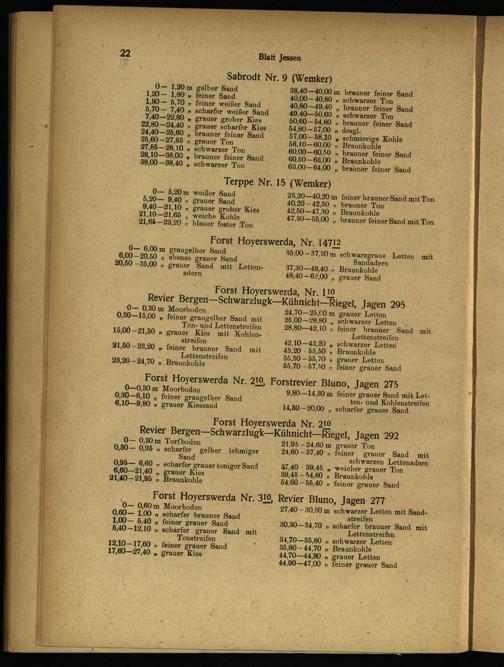 22
Blatt Jessen
Sabrodt Nr. 9 (Wemker)
0— 1,20 m gelber Sand
1,20— 1,80 „ feiner Sand
1,80— 5,70 „ feiner weißer Sand
5,70— 7,40 „ scharfer weißer Sand
7,40—22,80 „ grauer grober Kies
22,80—24,40 „ grauer scharfer Kies
24,40—25,60 „ brauner feiner Sand
25,60—27,85 „ grauer Ton
27,85—28,10 „ schwarzer Ton
28,10—38,00 „ brauner feiner Sand
38,00—38,40 „ schwarzer Ton
38,40—40,00 m brauner feiner Sand
40,00—40,80 „ schwarzer Ton
40,80—49,40 „ brauner feiner Sand
49,40—50,60 „ schwarzer Ton
50,60—54,80 „ brauner feiner Sand
54,80—57,00 „ desgl.
57,00—58,10 „ schmierige Kohle
58,10—60,00 „ Braunkohle
60,00—60,50 „ brauner feiner Sand
60,50—63,00 „ Braunkohle
63,00—64,00 „ brauner feiner Sand
Terppe Nr. 15 (Wemker)
0— 5,20 m weißer Sand
5,20— 9,40 „ grauer Sand
9,40—21,10 „ grauer grober Kies
21,10—21,65 „ weiche Kohle
21,65—23,20 „ blauer fester Ton
23,20—40,20 m feiner brauner Sand mit Ton
40,20—42,50 „ brauner Ton
42,50—47,30 „ Braunkohle
47,30—55,00 „ brauner feiner Sand mit Ton
Forst Hoyerswerda, Nr. 14712
0— 6,00 m graugelber Sand
6,00—20,50 „ ebenso grauer Sand
20,50—35,00 „ grauer Sand mit Letten-
adern
35,00—37,30 m schwarzgraue Letten mit
Sandadern
37,30—48,40 „ Braunkohle
48,40—62,00 „ grauer Sand
Forst Hoyerswerda, Nr. 110
Revier Bergen—Schwarzlugk—Kühnicht—Riegel, Jagen 295
0— 0,30 m Moorboden
0,30—15,00 „ feiner graugelber Sand mit
Ton- und Lettenstreifen
15,00—21,50 „ grauer Kies mit Kohlen-
streifen
21,50—23,20 „ feiner brauner Sand mit
Lettenstreifen
23,20—24,70 „ Braunkohle
24,70—25,00 m grauer Letten
25,00—28,80 „ schwarzer Letten
28,80—42,10 „ feiner brauner Sand mit
Lettenstreifen
42,10—43,20 „ schwarzer Letten
43,20—55,50 „ Braunkohle
55,50—55,70 „ grauer Letten
55,70—57,40 „ feiner grauer Sand
Forst Hoyerswerda Nr. 210, Forstrevier Bluno, Jagen 275
0—0,30 m Moorboden
0,30—6,10 „ feiner graugelber Sand
6,10—9,80 „ grauer Kiessand
9,80—14,30 m feiner grauer Sand mit Let-
ten- und Kohlenstreifen
14,30—20,00 „ scharfer grauer Sand
Forst Hoyerswerda Nr. 210
Revier Bergen—Schwarzlugk—Kühnicht—Riegel, Jagen 292
0— 0,30 m Torfboden
0,30— 0,95 „ scharfer gelber lehmiger
Sand
0,95— 6,60 „ scharfer grauer toniger Sand
6,60—21,40 „ grauer Kies
21,40—21,95 „ Braunkohle
21,95—24,60 m grauer Ton
24,60—37,40 „ feiner grauer Sand mit
schwarzen Lettenadern
37,40—39,45 „ weicher grauer Ton
39,45—54,60 „ Braunkohle
54,60—55,40 „ feiner grauer Sand
Forst Hoyerswerda Nr. 310, Revier Bluno, Jagen 277
0— 0,60 m Moorboden
0,60— 1,00 „ scharfer brauner Sand
1,00— 5,40 „ feiner grauer Sand
5,40—12,10 „ scharfer grauer Sand mit
Tonstreifen
12,10—17,60 „ feiner grauer Sand
17,60—27,40 „ grauer Kies
27,40—30,30 m schwarzer Letten mit Sand-
streifen
30,30—34,70 „ scharfer brauner Sand mit
Lettenstreifen
34,70—35,80 „ schwarzer Letten
35,80—44,70 „ Braunkohle
44,70—44,90 „ grauer Letten
44,90—47,00 „ feiner grauer Sand